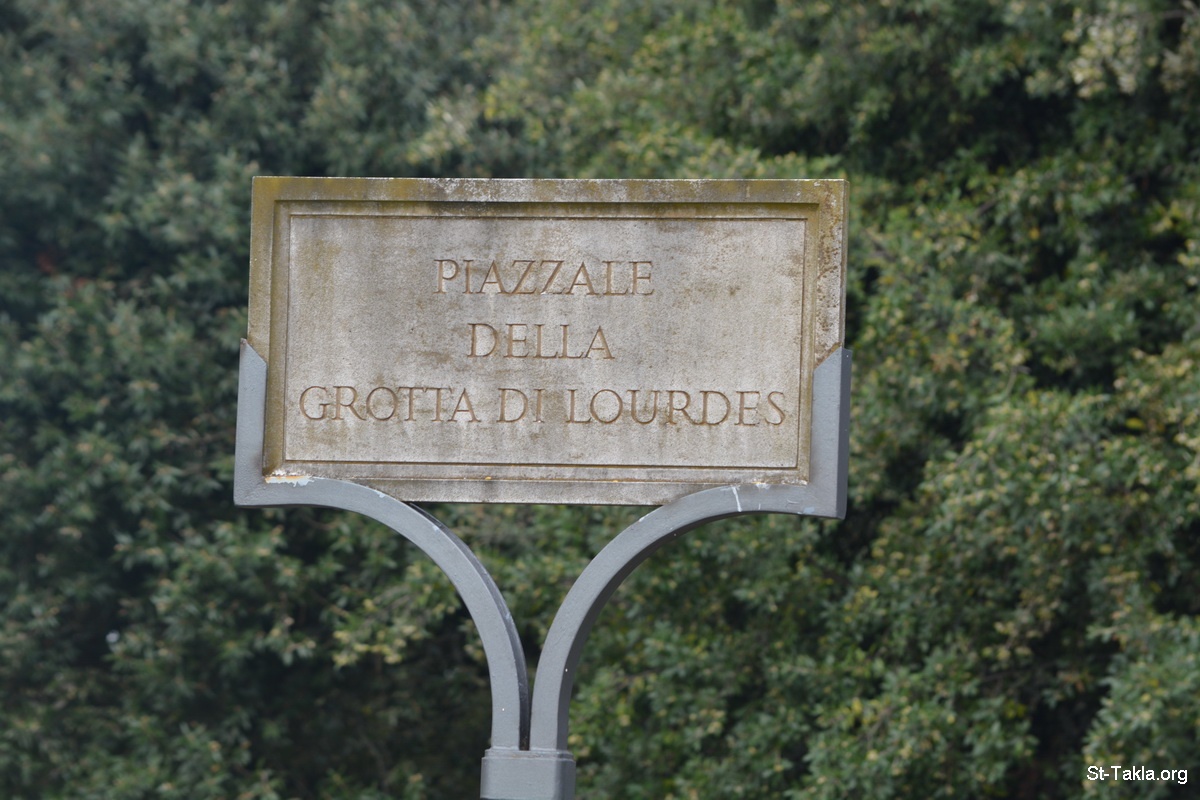 PIAZZALE
DELLA
GROTTA DI LOURDES
St-Takla.org